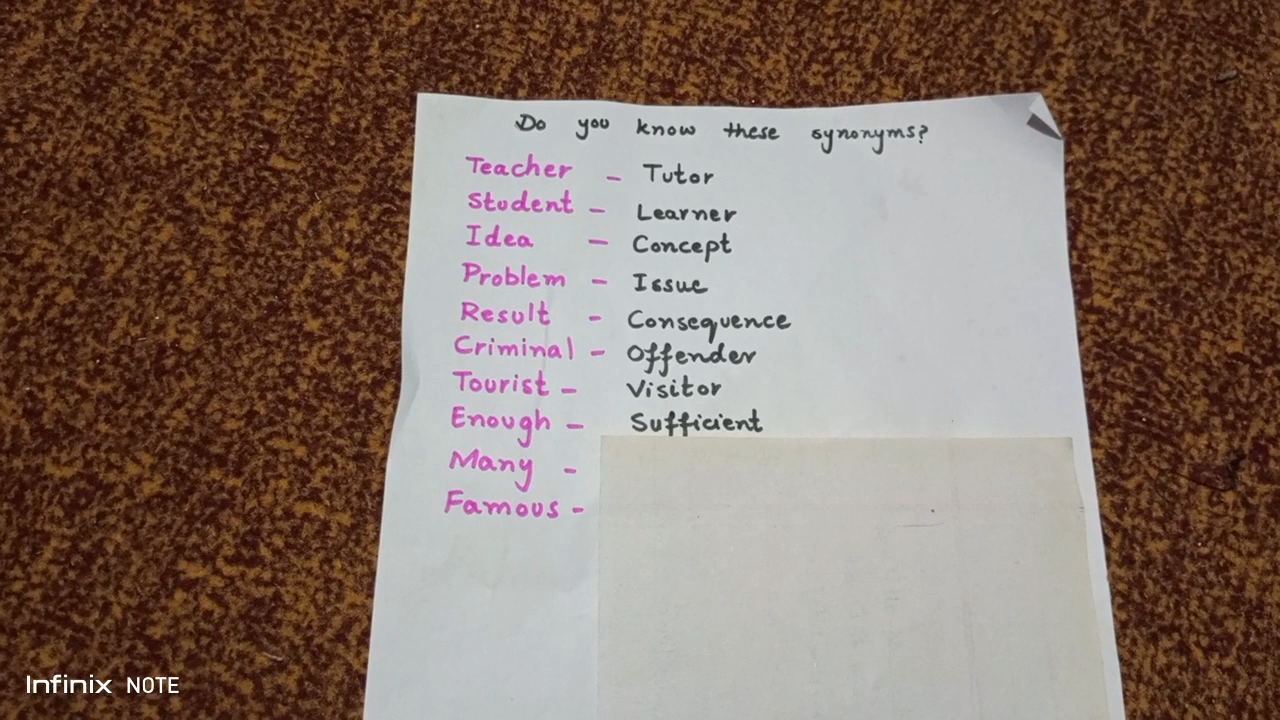 Do you know these synonyms?
Teacher - Tutor
Student - Learner
Idea - Concept
Problem - Issue
Result - Consequence
Criminal - Offender
Tourist - Visitor
Enough - Sufficient
Many -
Famous -
Infinix NOTE